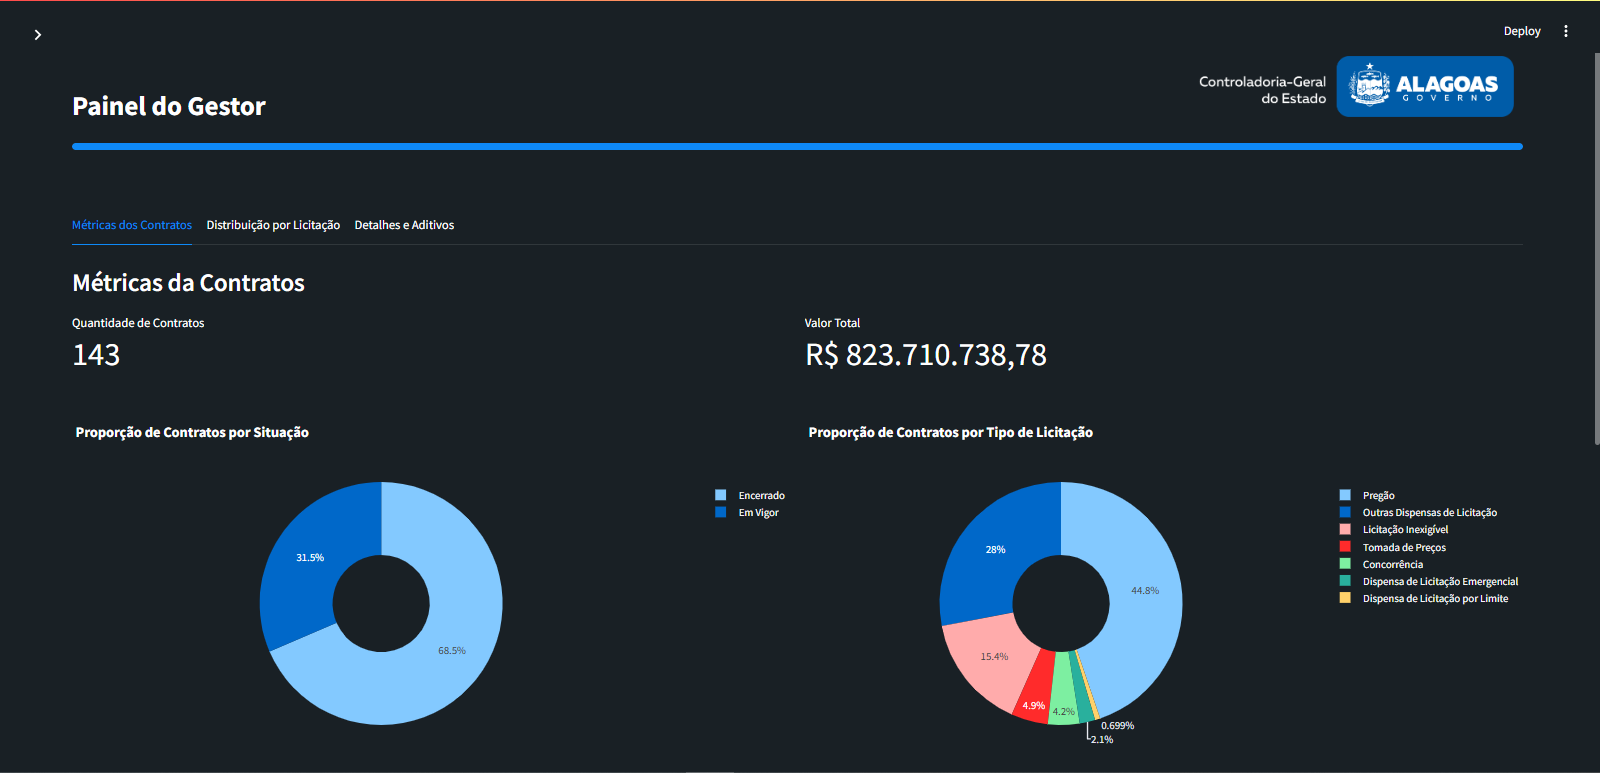 Deploy
Controladoria-Geral
do Estado
ALAGOAS
GOVERNO
Painel do Gestor
Métricas dos Contratos
Distribuição por Licitação
Detalhes e Aditivos
Métricas da Contratos
Quantidade de Contratos
143
Valor Total
R$ 823.710.738,78
Proporção de Contratos por Situação
31.5%
68.5%
Encerrado
Em Vigor
Proporção de Contratos por Tipo de Licitação
28%
44.8%
15.4%
4.9%
4.2%
0.699%
2.1%
Pregão
Outras Dispensas de Licitação
Licitação Inexigível
Tomada de Preços
Concorrência
Dispensa de Licitação Emergencial
Dispensa de Licitação por Limite